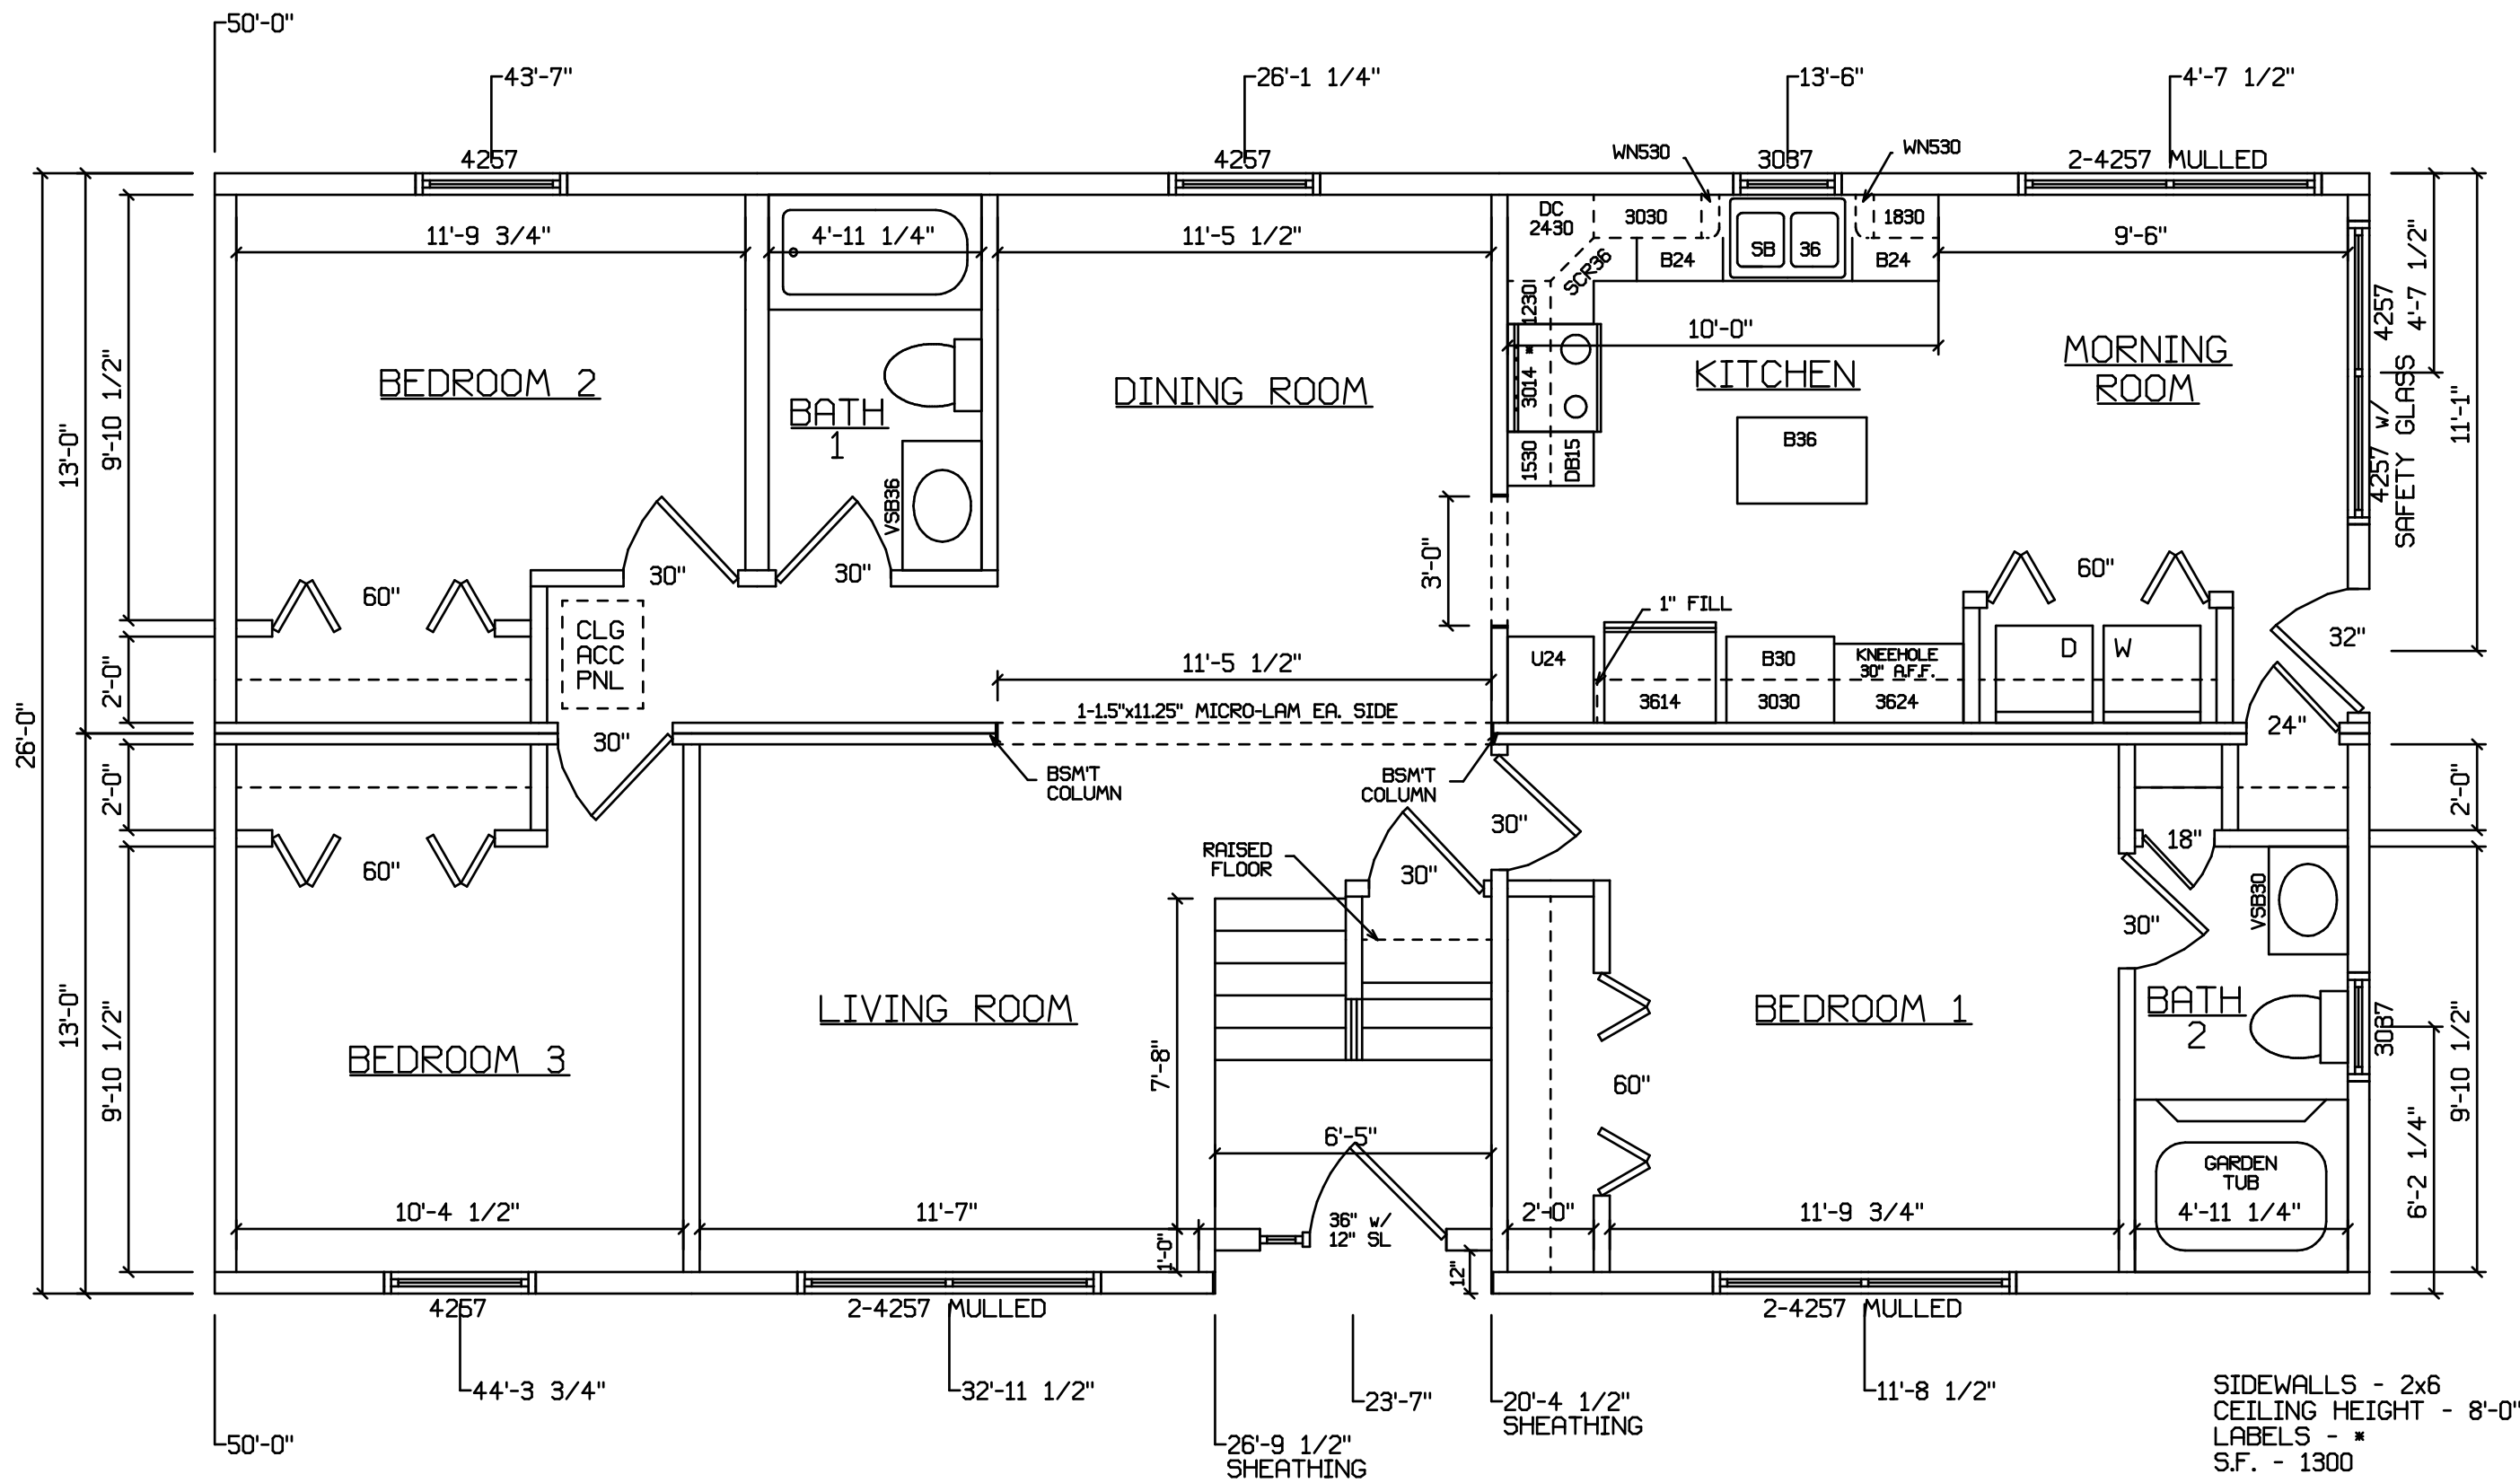 50'-0"
43'-7"
26'-1 1/4"
13'-6"
4'-7 1/2"
4257
4257
WN530
3037
WN530
2-4257 MULLED
11'-9 3/4"
4'-11 1/4"
11'-5 1/2"
DC
2430
3030
1830
SB 36
B24
B24
SCR36
9'-6"
4'-7 1/2"
4257
1230
10'-0"
3014 *
BEDROOM 2
BATH
1
DINING ROOM
KITCHEN
MORNING
ROOM
B36
4257 W/
SAFETY GLASS
11'-1"
9'-10 1/2"
13'-0"
26'-0"
VSB36
1530
DB15
3'-0"
60"
30"
30"
60"
1" FILL
32"
CLG
ACC
PNL
2'-0"
11'-5 1/2"
U24
3614
B30
3030
KNEEHOLE
30" A.F.F.
3624
D
W
1-1.5"x11.25" MICRO-LAM EA. SIDE
24"
30"
2'-0"
BSM'T
COLUMN
BSM'T
COLUMN
2'-0"
30"
18"
RAISED
FLOOR
30"
60"
VSB30
30"
BEDROOM 3
LIVING ROOM
BEDROOM 1
BATH
2
3037
9'-10 1/2"
13'-0"
7'-8"
60"
9'-10 1/2"
6'-2 1/4"
6'-5"
GARDEN
TUB
10'-4 1/2"
11'-7"
1'-0"
36" W/
12" SL
12"
2'-0"
11'-9 3/4"
4'-11 1/4"
4257
2-4257 MULLED
2-4257 MULLED
44'-3 3/4"
32'-11 1/2"
23'-7"
20'-4 1/2"
SHEATHING
11'-8 1/2"
50'-0"
26'-9 1/2"
SHEATHING
SIDEWALLS - 2x6
CEILING HEIGHT - 8'-0"
LABELS - *
S.F. - 1300